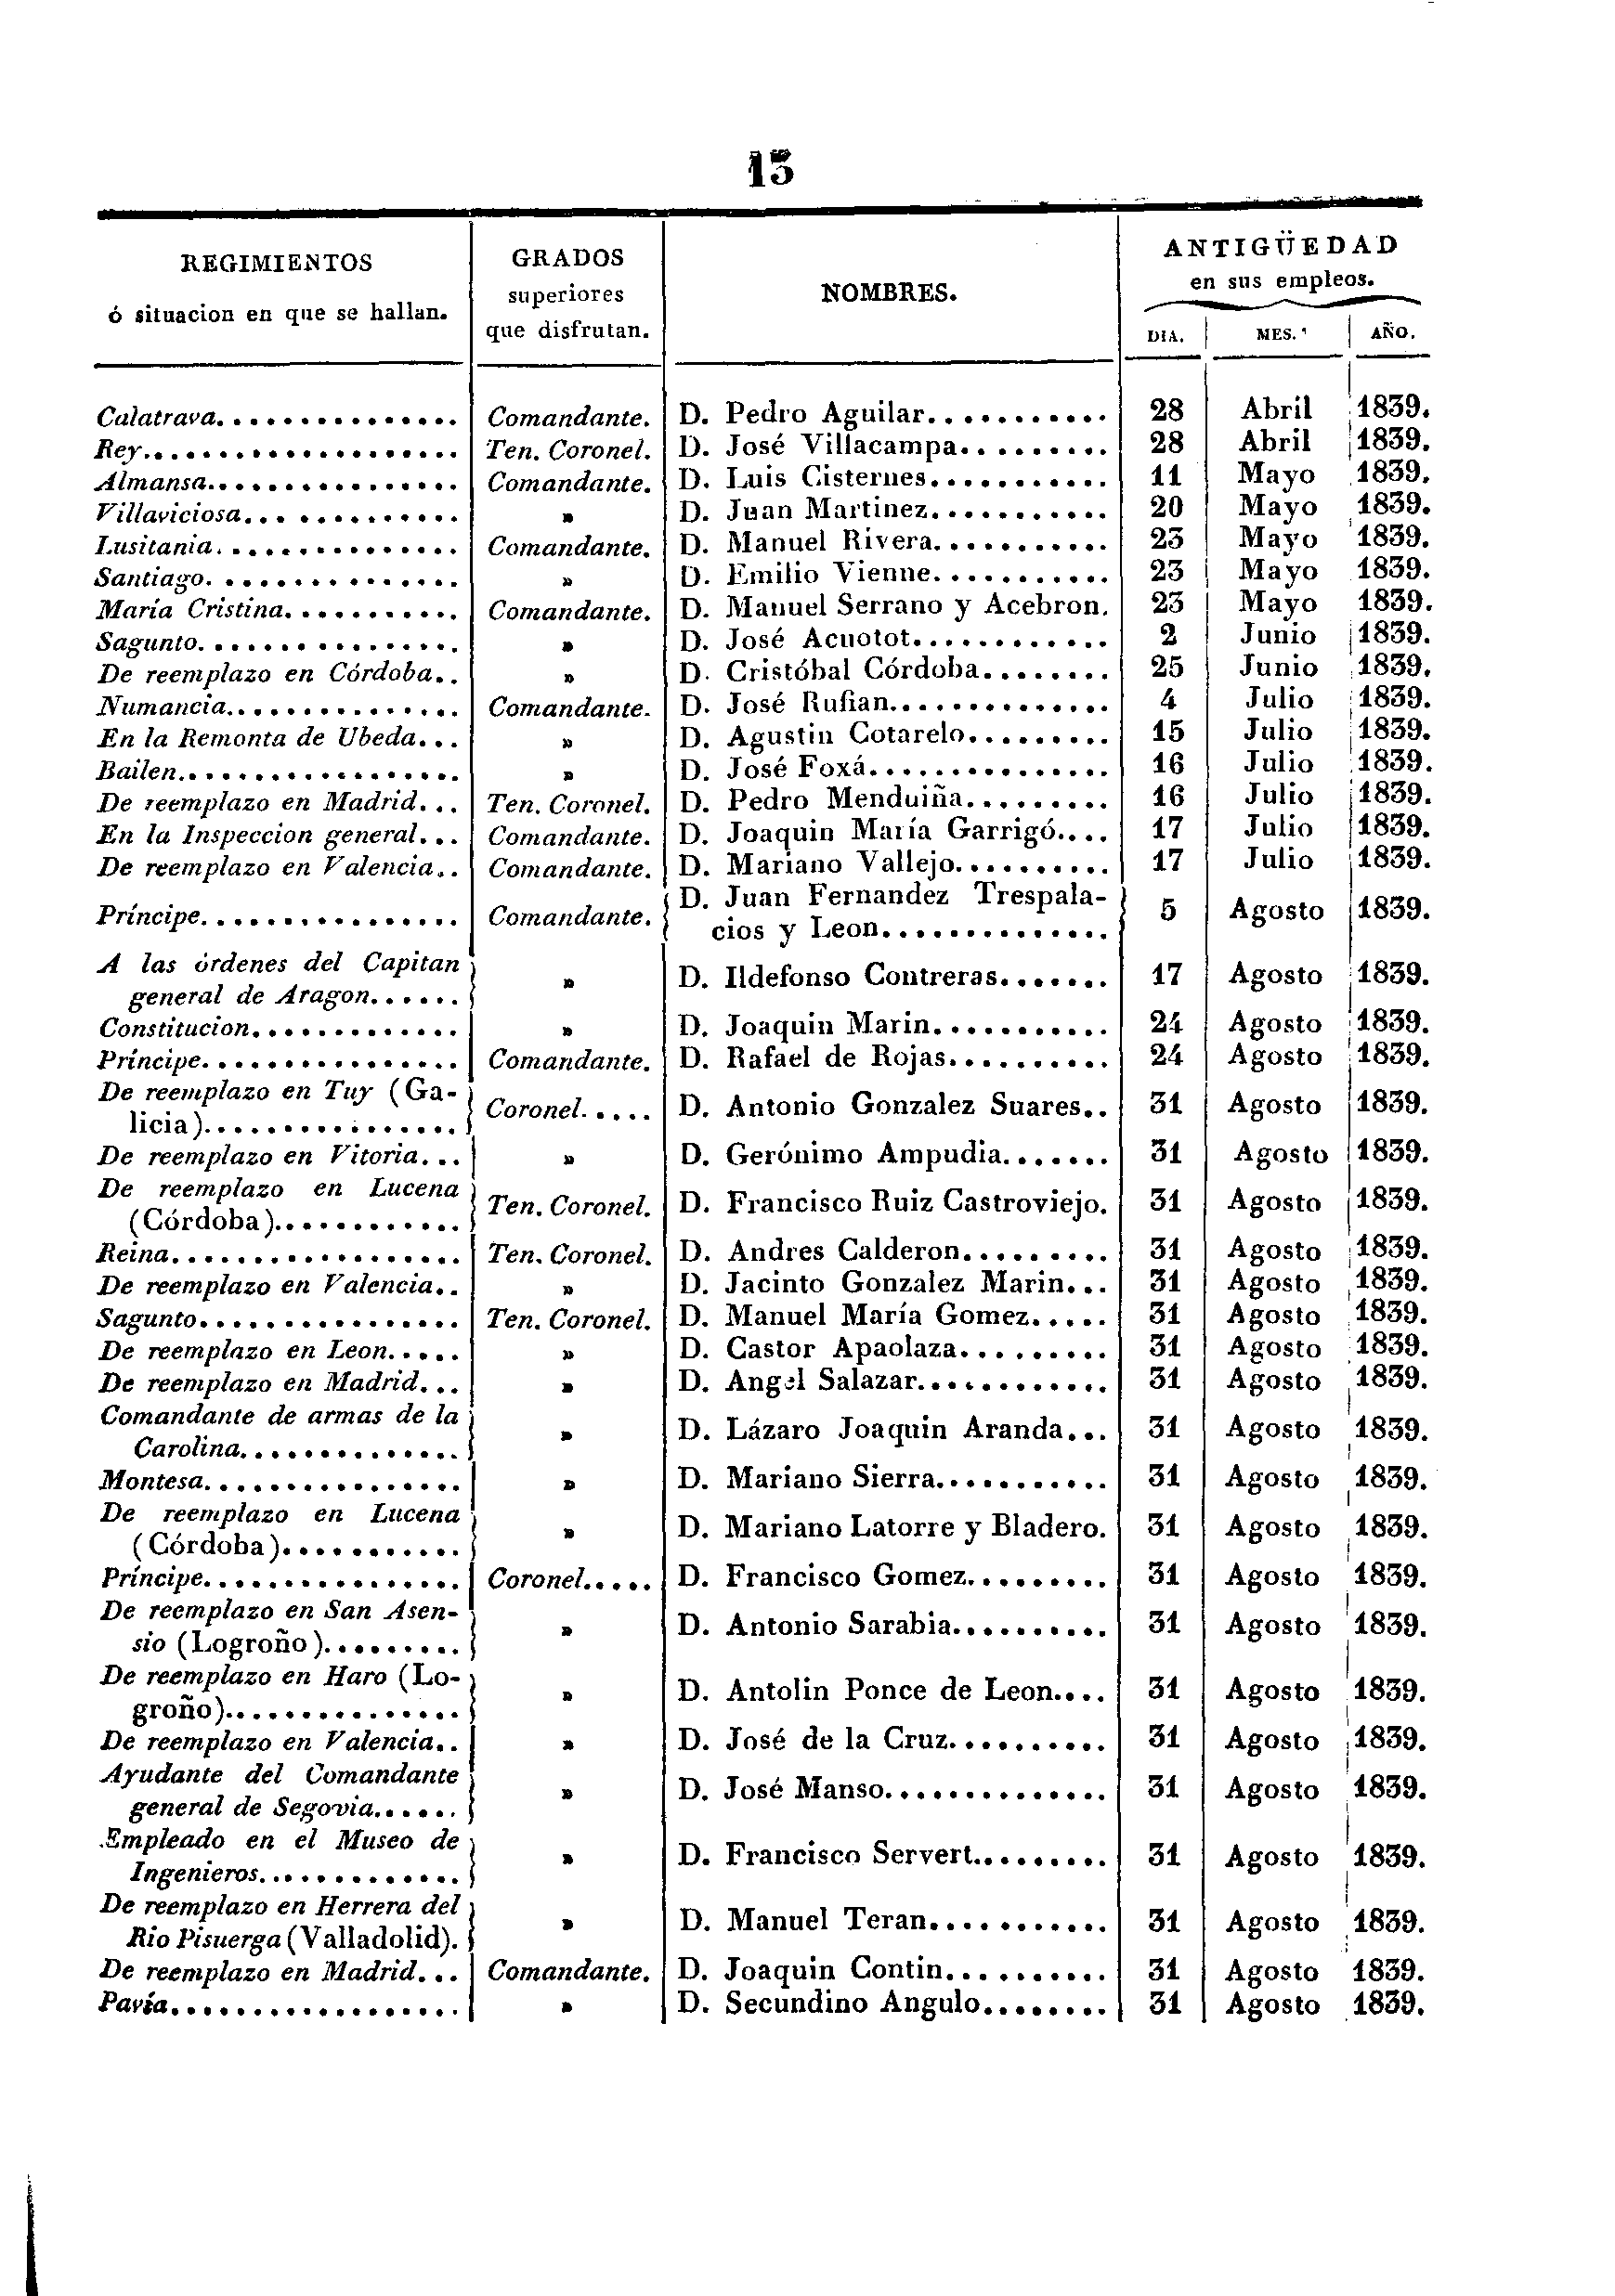 13
REGIMIENTOS
ó situacion en que se hallan.
GRADOS
superiores
que disfrutan.
NOMBRES.
ANTIGÜEDAD
en sus empleos.
DIA. MES. AÑO.
Calatrava............... Comandante. D. Pedro Aguilar........... 28 Abril 1839.
Rey................... Ten. Coronel. D. José Villacampa......... 28 Abril 1839.
Almansa................ Comandante. D. Luis Cisternes........... 11 Mayo 1839.
Villaviciosa............. » D. Juan Martinez........... 20 Mayo 1839.
Lusitania............... Comandante. D. Manuel Rivera........... 23 Mayo 1839.
Santiago............... » D. Emilio Vienne........... 23 Mayo 1839.
María Cristina........... Comandante. D. Manuel Serrano y Acebron. 23 Mayo 1839.
Sagunto................ » D. José Acuotot............ 2 Junio 1839.
De reemplazo en Córdoba.. » D. Cristóbal Córdoba........ 25 Junio 1839.
Numancia............... Comandante. D. José Rufian.............. 4 Julio 1839.
En la Remonta de Ubeda... » D. Agustin Cotarelo......... 15 Julio 1839.
Bailen................. » D. José Foxá............... 16 Julio 1839.
De reemplazo en Madrid... Ten. Coronel. D. Pedro Menduiña......... 16 Julio 1839.
En la Inspeccion general... Comandante. D. Joaquin María Garrigó.... 17 Julio 1839.
De reemplazo en Valencia.. Comandante. D. Mariano Vallejo.......... 17 Julio 1839.
Príncipe................ Comandante. D. Juan Fernandez Trespala-
cios y Leon.............. 5 Agosto 1839.
A las órdenes del Capitan
general de Aragon...... » D. Ildefonso Contreras....... 17 Agosto 1839.
Constitucion............. » D. Joaquin Marin........... 24 Agosto 1839.
Príncipe................ Comandante. D. Rafael de Rojas.......... 24 Agosto 1839.
De reemplazo en Tuy (Ga-
licia)................ Coronel..... D. Antonio Gonzalez Suares.. 31 Agosto 1839.
De reemplazo en Vitoria... » D. Gerónimo Ampudia....... 31 Agosto 1839.
De reemplazo en Lucena
(Córdoba)............ Ten. Coronel. D. Francisco Ruiz Castroviejo. 31 Agosto 1839.
Reina.................. Ten. Coronel. D. Andres Calderon......... 31 Agosto 1839.
De reemplazo en Valencia.. » D. Jacinto Gonzalez Marin... 31 Agosto 1839.
Sagunto................ Ten. Coronel. D. Manuel María Gomez..... 31 Agosto 1839.
De reemplazo en Leon..... » D. Castor Apaolaza......... 31 Agosto 1839.
De reemplazo en Madrid... » D. Angel Salazar............ 31 Agosto 1839.
Comandante de armas de la
Carolina............. » D. Lázaro Joaquin Aranda... 31 Agosto 1839.
Montesa................ » D. Mariano Sierra........... 31 Agosto 1839.
De reemplazo en Lucena
(Córdoba)........... » D. Mariano Latorre y Bladero. 31 Agosto 1839.
Príncipe................ Coronel..... D. Francisco Gomez......... 31 Agosto 1839.
De reemplazo en San Asen-
sio (Logroño)......... » D. Antonio Sarabia.......... 31 Agosto 1839.
De reemplazo en Haro (Lo-
groño)............... » D. Antolin Ponce de Leon.... 31 Agosto 1839.
De reemplazo en Valencia.. » D. José de la Cruz.......... 31 Agosto 1839.
Ayudante del Comandante
general de Segovia...... » D. José Manso.............. 31 Agosto 1839.
Empleado en el Museo de
Ingenieros............. » D. Francisco Servert......... 31 Agosto 1839.
De reemplazo en Herrera del
Rio Pisuerga (Valladolid). » D. Manuel Teran........... 31 Agosto 1839.
De reemplazo en Madrid... Comandante. D. Joaquin Contin.......... 31 Agosto 1839.
Pavía.................. » D. Secundino Angulo........ 31 Agosto 1839.